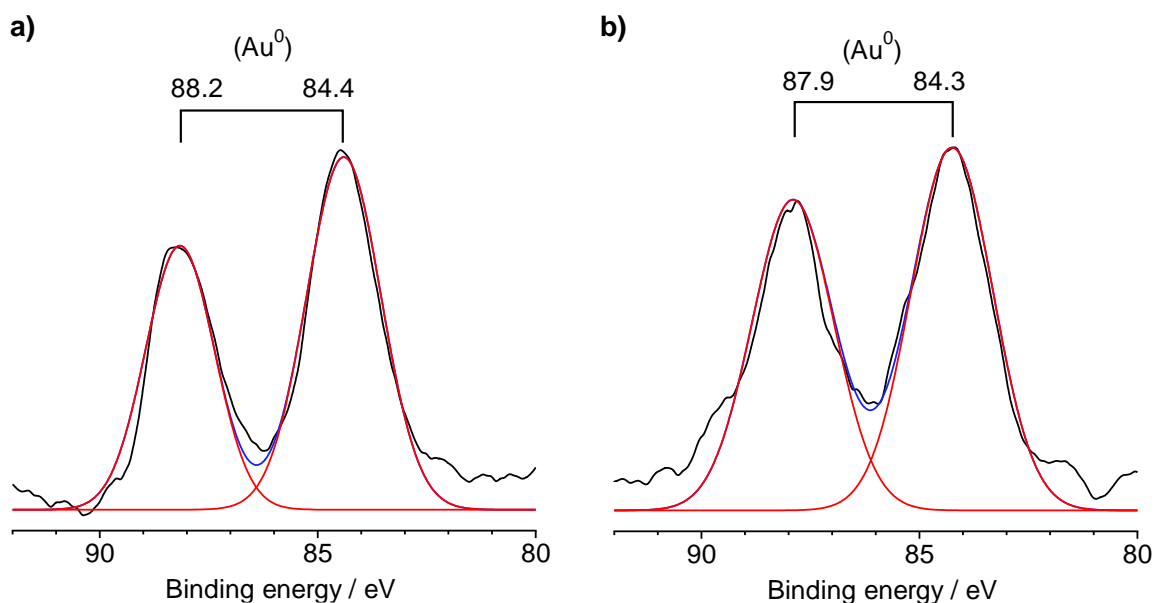 a)
(Au⁰)
88.2 84.4
90 85 80
Binding energy / eV
b)
(Au⁰)
87.9 84.3
90 85 80
Binding energy / eV